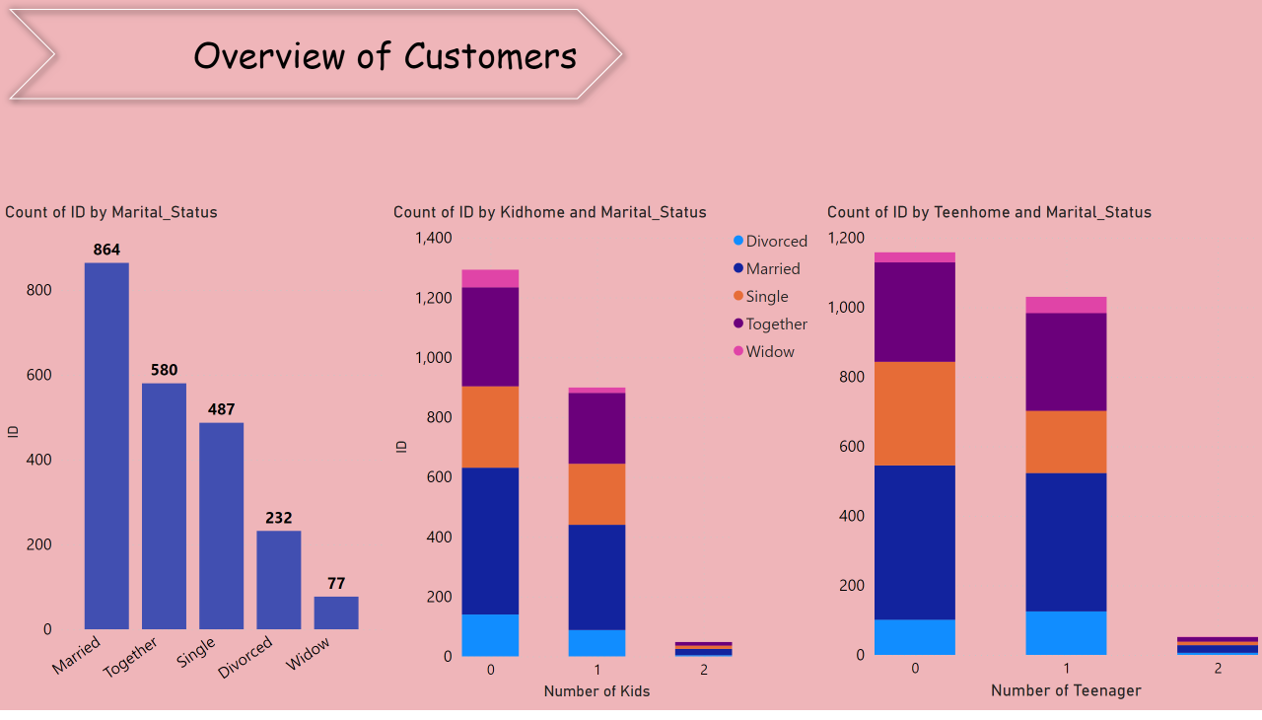 Overview of Customers
Count of ID by Marital_Status
864
800
580
600
487
ID
400
232
200
77
0
Married
Together
Single
Divorced
Widow
Count of ID by Kidhome and Marital_Status
1,400
1,200
1,000
800
ID
600
400
200
0
0
1
2
Number of Kids
Divorced
Married
Single
Together
Widow
Count of ID by Teenhome and Marital_Status
1,200
1,000
800
600
400
200
0
0
1
2
Number of Teenager